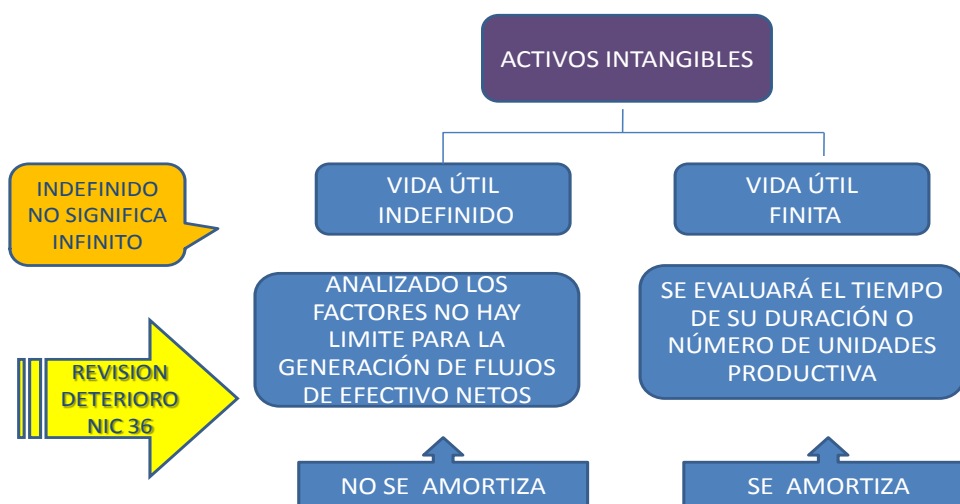 ACTIVOS INTANGIBLES
INDEFINIDO
NO SIGNIFICA
INFINITO
VIDA ÚTIL
INDEFINIDO
VIDA ÚTIL
FINITA
ANALIZADO LOS
FACTORES NO HAY
LIMITE PARA LA
GENERACIÓN DE FLUJOS
DE EFECTIVO NETOS
SE EVALUARÁ EL TIEMPO
DE SU DURACIÓN O
NÚMERO DE UNIDADES
PRODUCTIVA
REVISION
DETERIORO
NIC 36
NO SE AMORTIZA
SE AMORTIZA